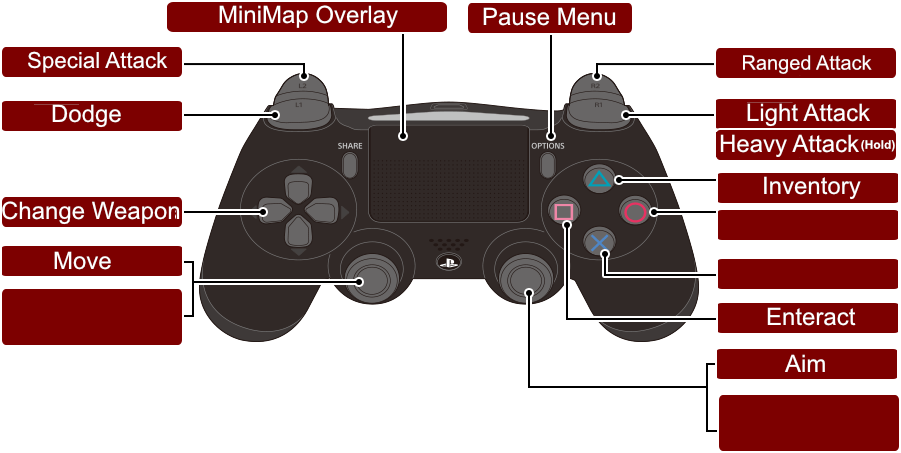 MiniMap Overlay
Pause Menu
Special Attack
Ranged Attack
L2
R2
L1
R1
Dodge
Light Attack
Heavy Attack (Hold)
SHARE
OPTIONS
Inventory
Change Weapon
Move
Enteract
Aim